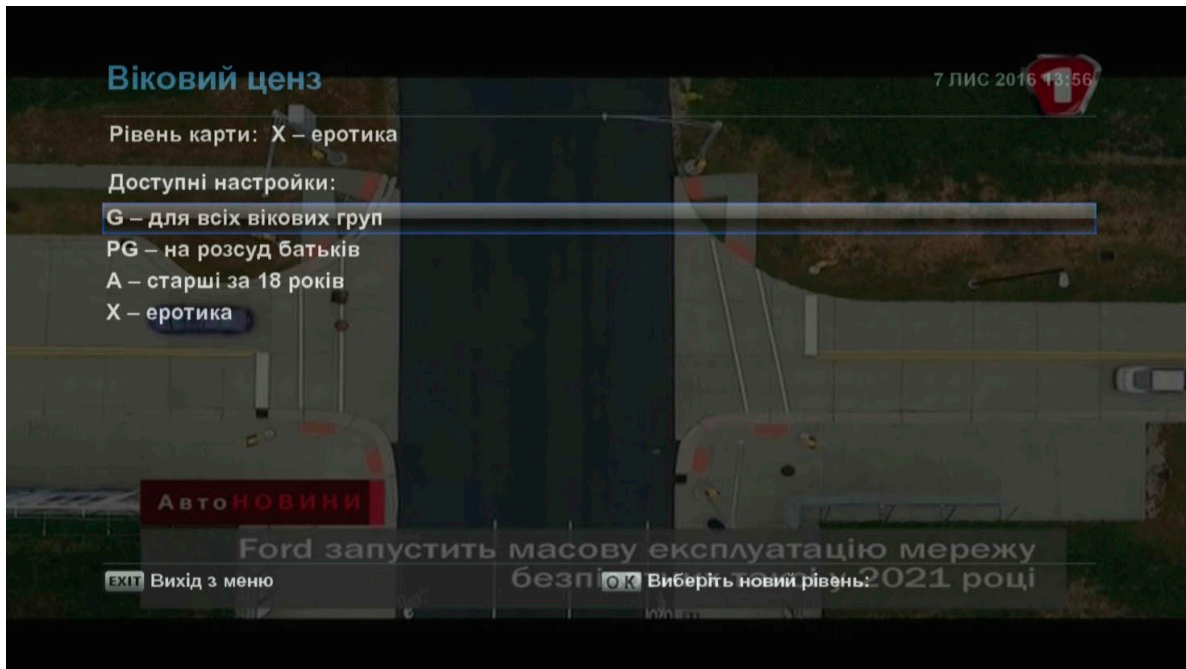 Віковий ценз
7 ЛИС 2016 13:56
Рівень карти: X – еротика
Доступні настройки:
G – для всіх вікових груп
PG – на розсуд батьків
А – старші за 18 років
X – еротика
АвтоНОВИНИ
Ford запустить масову експлуатацію мережу
2021 році
EXIT Вихід з меню
OK Виберіть новий рівень: